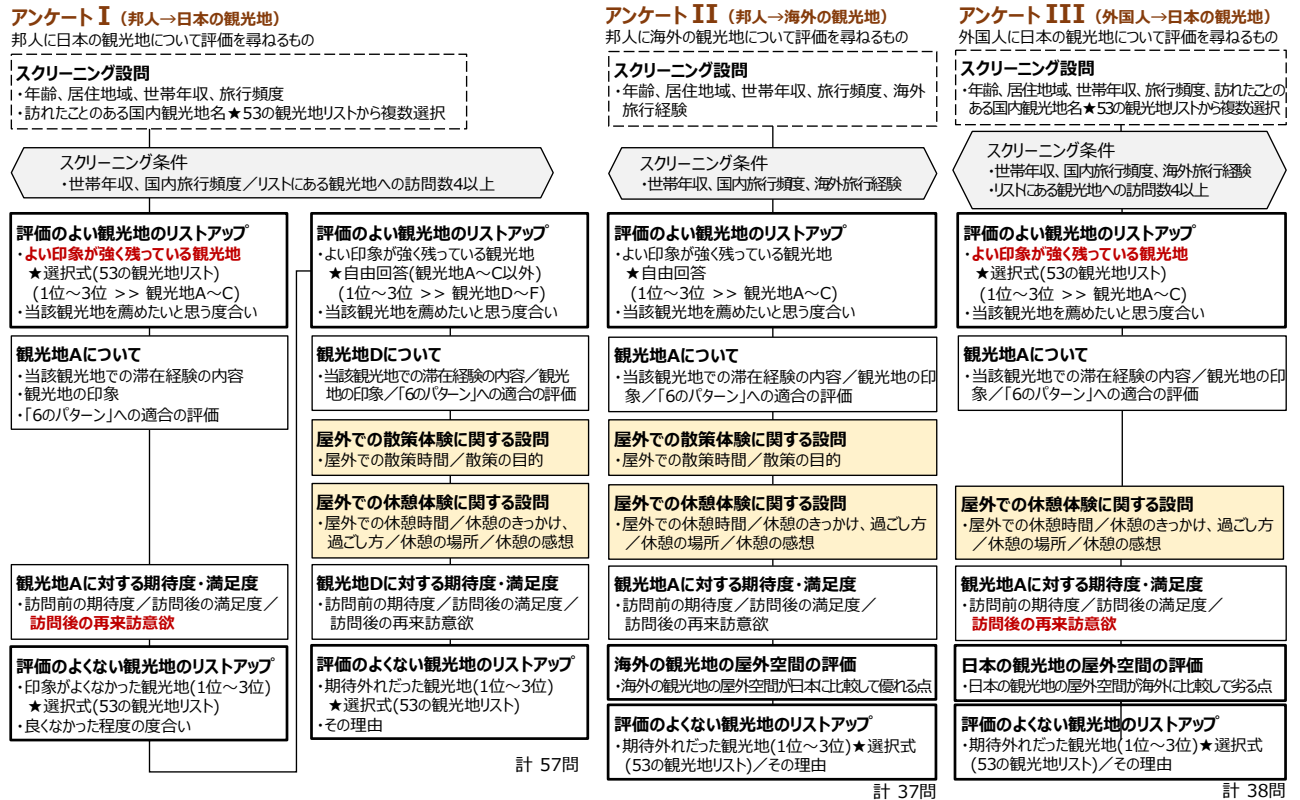 アンケートⅠ（邦人→日本の観光地）
邦人に日本の観光地について評価を尋ねるもの
スクリーニング設問
・年齢、居住地域、世帯年収、旅行頻度
・訪れたことのある国内観光地名★53の観光地リストから複数選択
スクリーニング条件
・世帯年収、国内旅行頻度／リストにある観光地への訪問数4以上
評価のよい観光地のリストアップ
・よい印象が強く残っている観光地
★選択式(53の観光地リスト)
(1位～3位 >> 観光地A～C)
・当該観光地を薦めたいと思う度合い
観光地Aについて
・当該観光地での滞在経験の内容
・観光地の印象
・「6のパターン」への適合の評価
観光地Aに対する期待度・満足度
・訪問前の期待度／訪問後の満足度／
訪問後の再来訪意欲
評価のよくない観光地のリストアップ
・印象がよくなかった観光地(1位～3位)
★選択式(53の観光地リスト)
・良くなかった程度の度合い
評価のよい観光地のリストアップ
・よい印象が強く残っている観光地
★自由回答(観光地A～C以外)
(1位～3位 >> 観光地D～F)
・当該観光地を薦めたいと思う度合い
観光地Dについて
・当該観光地での滞在経験の内容／観光
地の印象／「6のパターン」への適合の評価
屋外での散策体験に関する設問
・屋外での散策時間／散策の目的
屋外での休憩体験に関する設問
・屋外での休憩時間／休憩のきっかけ、
過ごし方／休憩の場所／休憩の感想
観光地Dに対する期待度・満足度
・訪問前の期待度／訪問後の満足度／
訪問後の再来訪意欲
評価のよくない観光地のリストアップ
・期待外れだった観光地(1位～3位)
★選択式(53の観光地リスト)
・その理由
計 57問
アンケートⅡ（邦人→海外の観光地）
邦人に海外の観光地について評価を尋ねるもの
スクリーニング設問
・年齢、居住地域、世帯年収、旅行頻度、海外
旅行経験
スクリーニング条件
・世帯年収、国内旅行頻度、海外旅行経験
評価のよい観光地のリストアップ
・よい印象が強く残っている観光地
★自由回答
(1位～3位 >> 観光地A～C)
・当該観光地を薦めたいと思う度合い
観光地Aについて
・当該観光地での滞在経験の内容／観光地の印
象／「6のパターン」への適合の評価
屋外での散策体験に関する設問
・屋外での散策時間／散策の目的
屋外での休憩体験に関する設問
・屋外での休憩時間／休憩のきっかけ、過ごし方
／休憩の場所／休憩の感想
観光地Aに対する期待度・満足度
・訪問前の期待度／訪問後の満足度／
訪問後の再来訪意欲
海外の観光地の屋外空間の評価
・海外の観光地の屋外空間が日本に比較して優れる点
評価のよくない観光地のリストアップ
・期待外れだった観光地(1位～3位)★選択式
(53の観光地リスト)／その理由
計 37問
アンケートⅢ（外国人→日本の観光地）
外国人に日本の観光地について評価を尋ねるもの
スクリーニング設問
・年齢、居住地域、世帯年収、旅行頻度、訪れたことの
ある国内観光地名★53の観光地リストから複数選択
スクリーニング条件
・世帯年収、国内旅行頻度、海外旅行経験
・リストにある観光地への訪問数4以上
評価のよい観光地のリストアップ
・よい印象が強く残っている観光地
★選択式(53の観光地リスト)
(1位～3位 >> 観光地A～C)
・当該観光地を薦めたいと思う度合い
観光地Aについて
・当該観光地での滞在経験の内容／観光地の印
象／「6のパターン」への適合の評価
屋外での休憩体験に関する設問
・屋外での休憩時間／休憩のきっかけ、過ごし方
／休憩の場所／休憩の感想
観光地Aに対する期待度・満足度
・訪問前の期待度／訪問後の満足度／
訪問後の再来訪意欲
日本の観光地の屋外空間の評価
・日本の観光地の屋外空間が海外に比較して劣る点
評価のよくない観光地のリストアップ
・期待外れだった観光地(1位～3位)★選択式
(53の観光地リスト)／その理由
計 38問